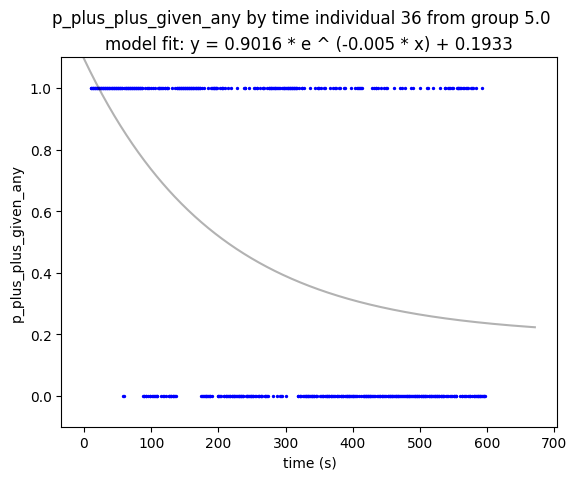 p_plus_plus_given_any by time individual 36 from group 5.0
model fit: y = 0.9016 * e ^ (-0.005 * x) + 0.1933
p_plus_plus_given_any
1.0
0.8
0.6
0.4
0.2
0.0
0 100 200 300 400 500 600 700
time (s)